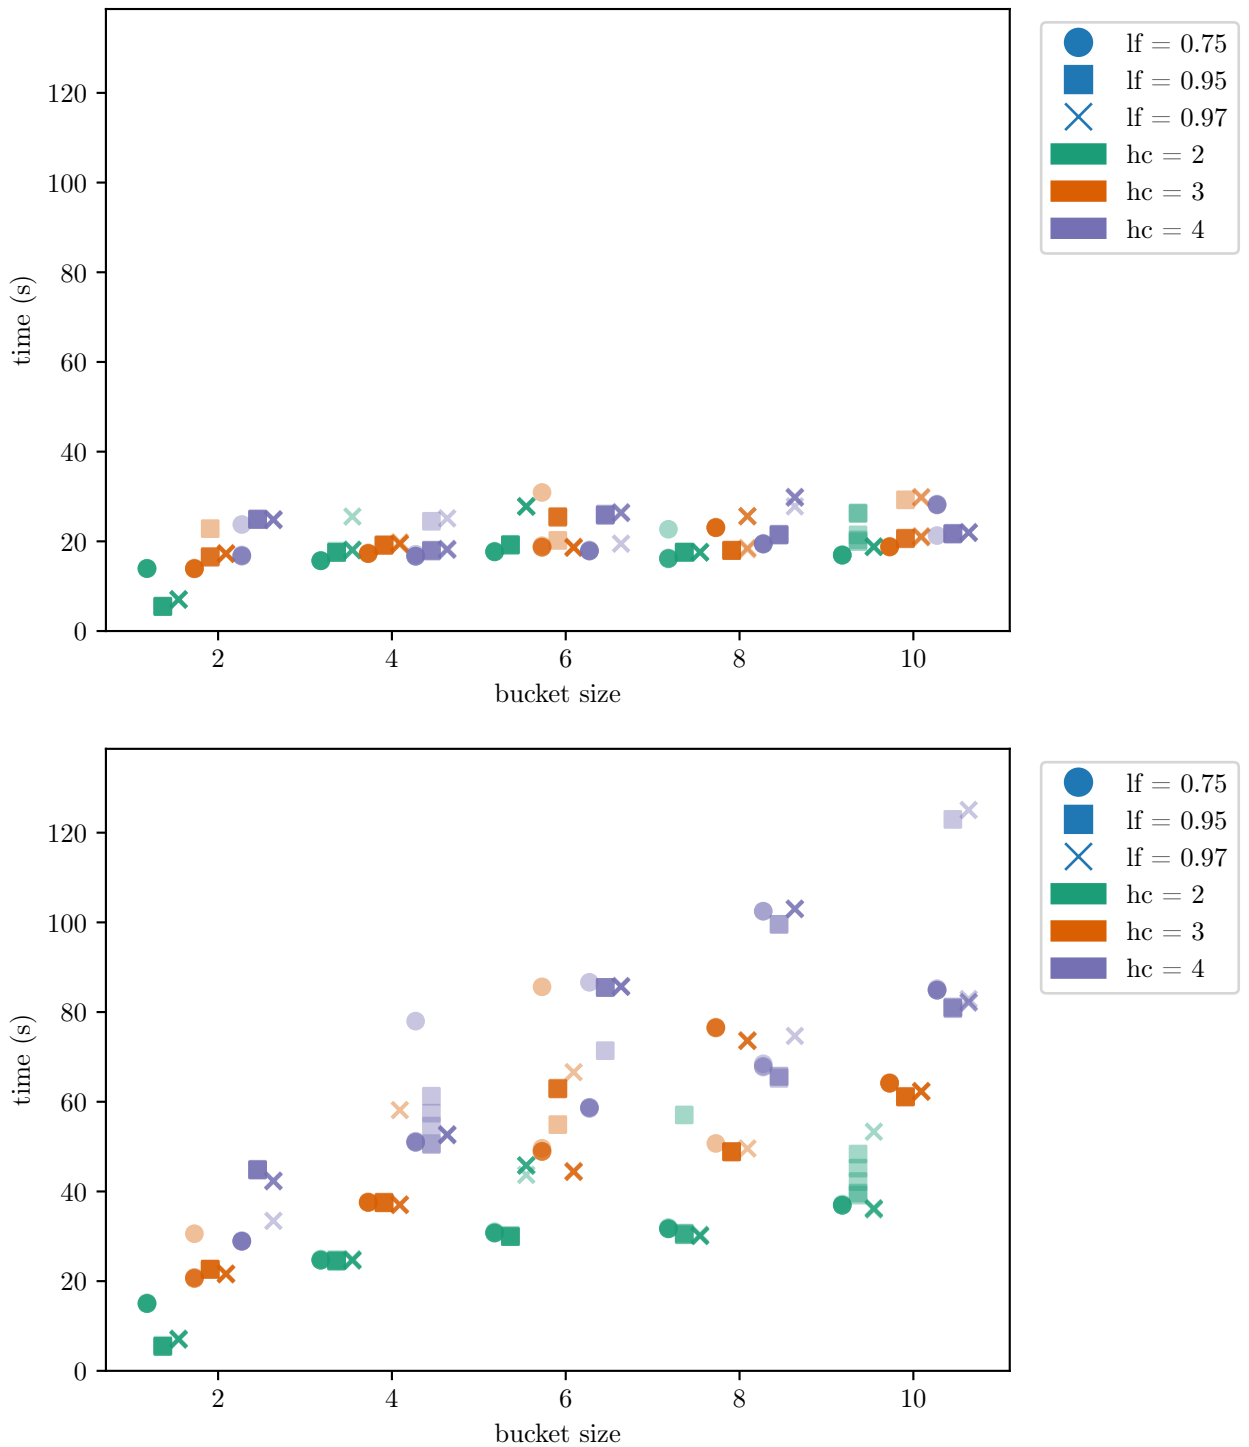 120
100
80
60
40
20
0
time (s)
2 4 6 8 10
bucket size
lf = 0.75
lf = 0.95
lf = 0.97
hc = 2
hc = 3
hc = 4
120
100
80
60
40
20
0
time (s)
2 4 6 8 10
bucket size
lf = 0.75
lf = 0.95
lf = 0.97
hc = 2
hc = 3
hc = 4